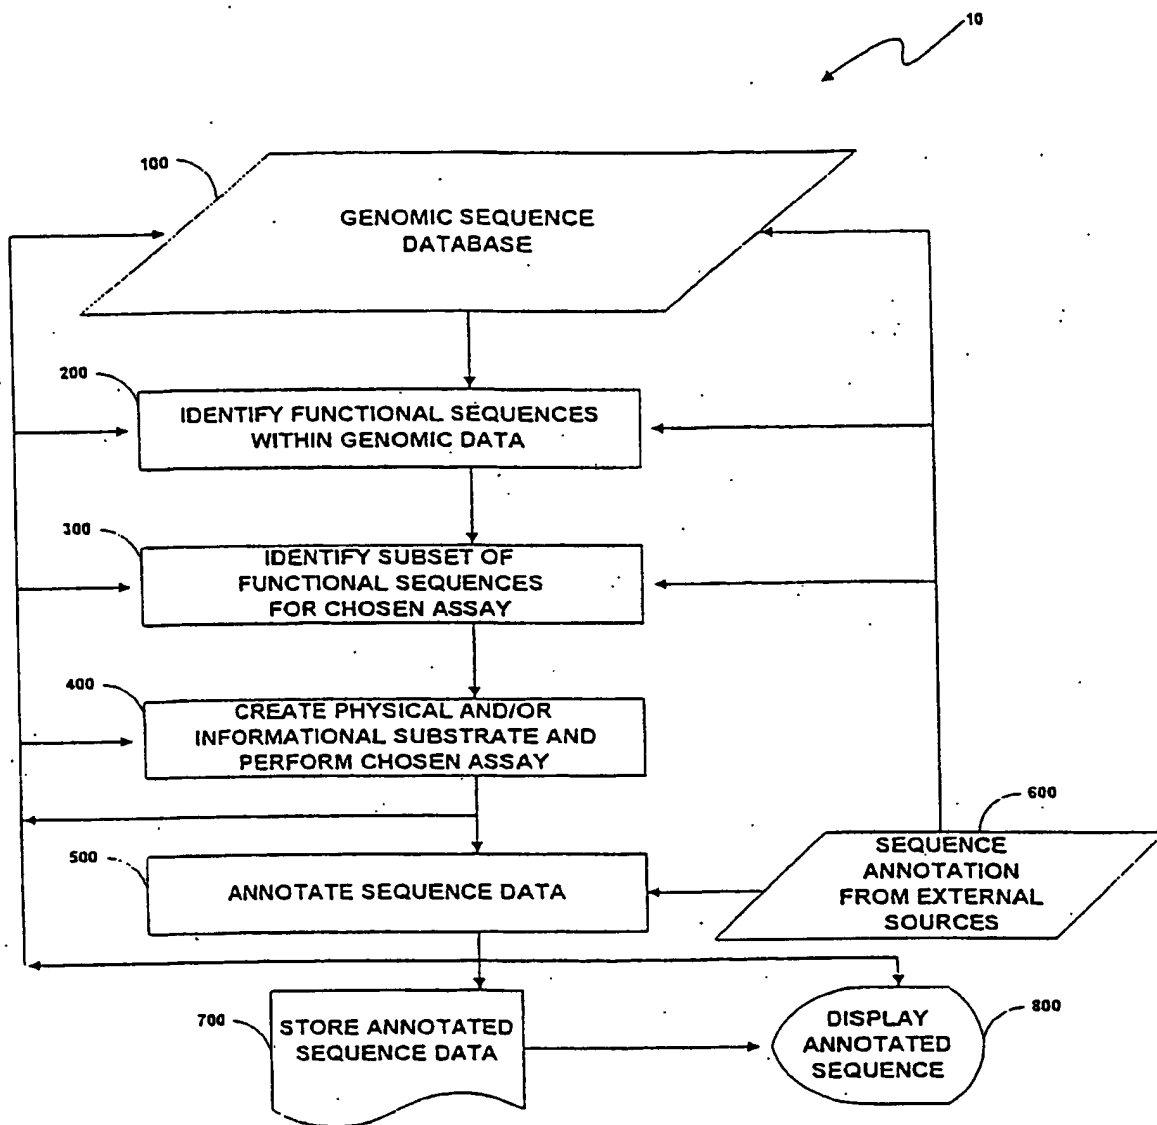 10
100
GENOMIC SEQUENCE
DATABASE
200
IDENTIFY FUNCTIONAL SEQUENCES
WITHIN GENOMIC DATA
300
IDENTIFY SUBSET OF
FUNCTIONAL SEQUENCES
FOR CHOSEN ASSAY
400
CREATE PHYSICAL AND/OR
INFORMATIONAL SUBSTRATE AND
PERFORM CHOSEN ASSAY
600
SEQUENCE
ANNOTATION
FROM EXTERNAL
SOURCES
500
ANNOTATE SEQUENCE DATA
700
STORE ANNOTATED
SEQUENCE DATA
800
DISPLAY
ANNOTATED
SEQUENCE